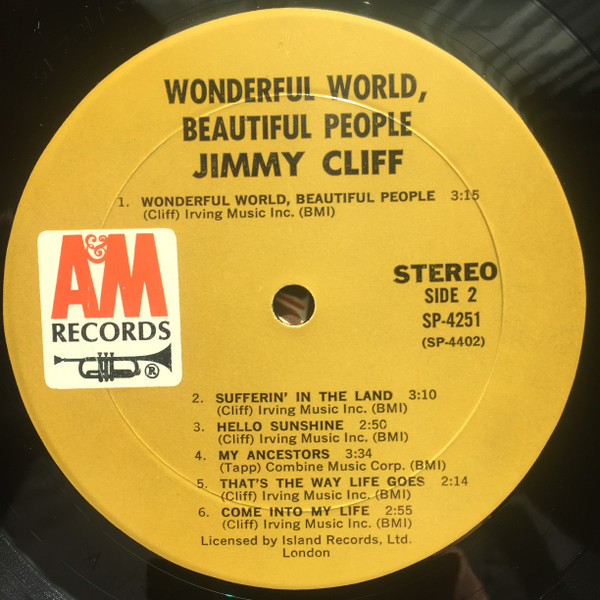 WONDERFUL WORLD,
BEAUTIFUL PEOPLE
JIMMY CLIFF
1. WONDERFUL WORLD, BEAUTIFUL PEOPLE 3:15
(Cliff) Irving Music Inc. (BMI)
A&M
RECORDS
®
STEREO
SIDE 2
SP-4251
(SP-4402)
2. SUFFERIN' IN THE LAND 3:10
(Cliff) Irving Music Inc. (BMI)
3. HELLO SUNSHINE 2:50
(Cliff) Irving Music Inc. (BMI)
4. MY ANCESTORS 3:34
(Tapp) Combine Music Corp. (BMI)
5. THAT'S THE WAY LIFE GOES 2:14
(Cliff) Irving Music Inc. (BMI)
6. COME INTO MY LIFE 2:55
(Cliff) Irving Music Inc. (BMI)
Licensed by Island Records, Ltd.
London